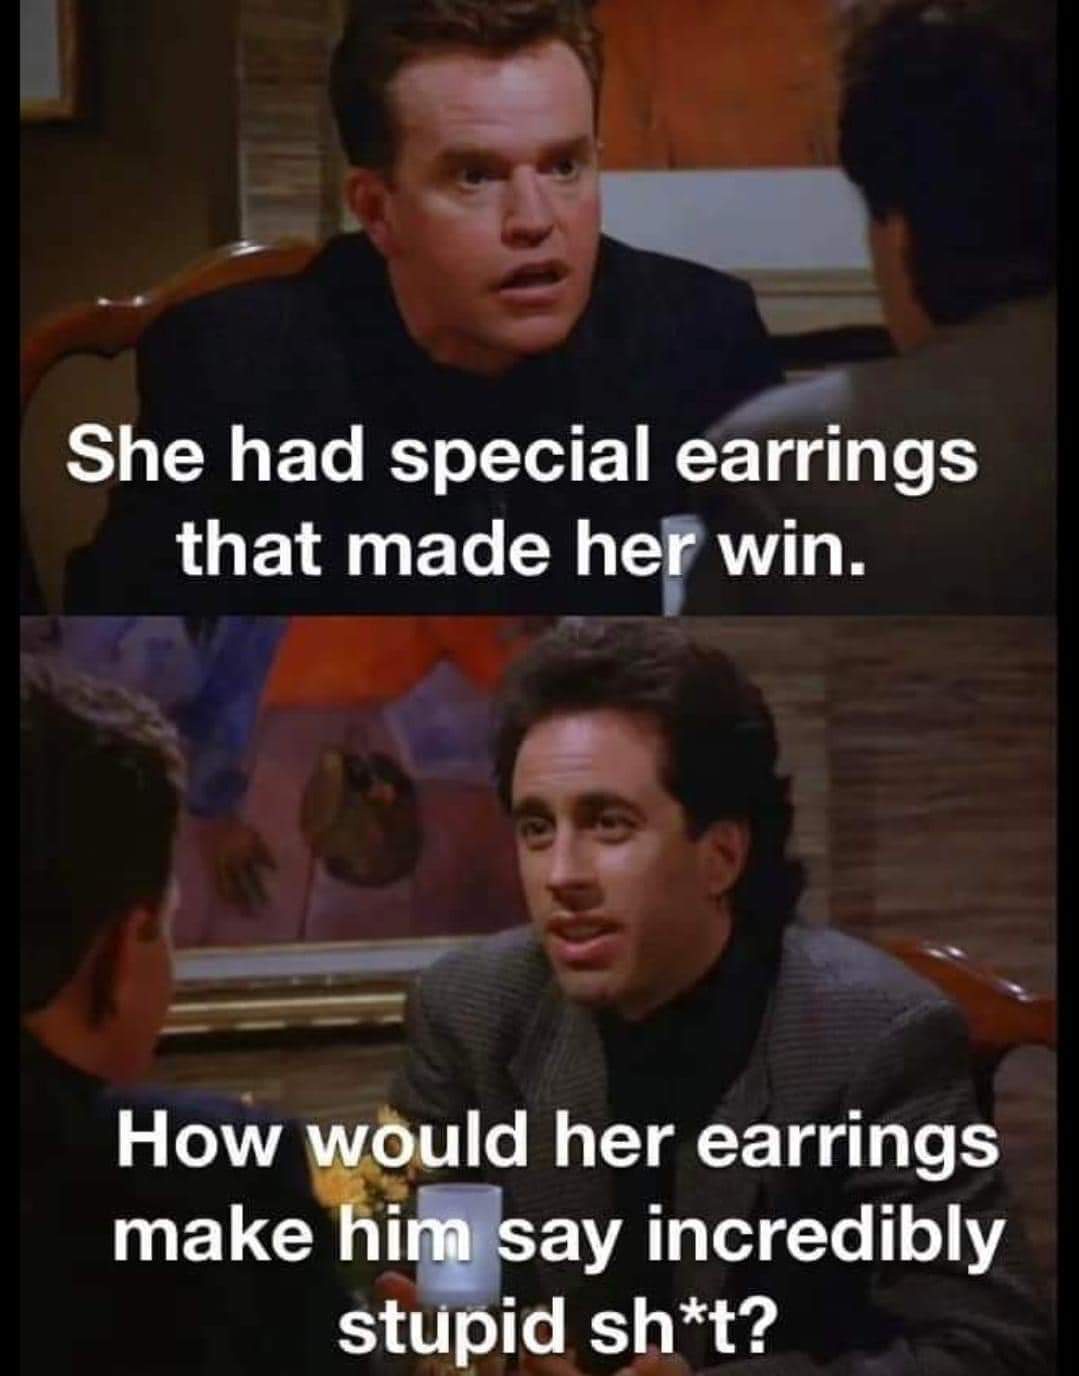 She had special earrings
that made her win.
How would her earrings
make him say incredibly
stupid sh*t?